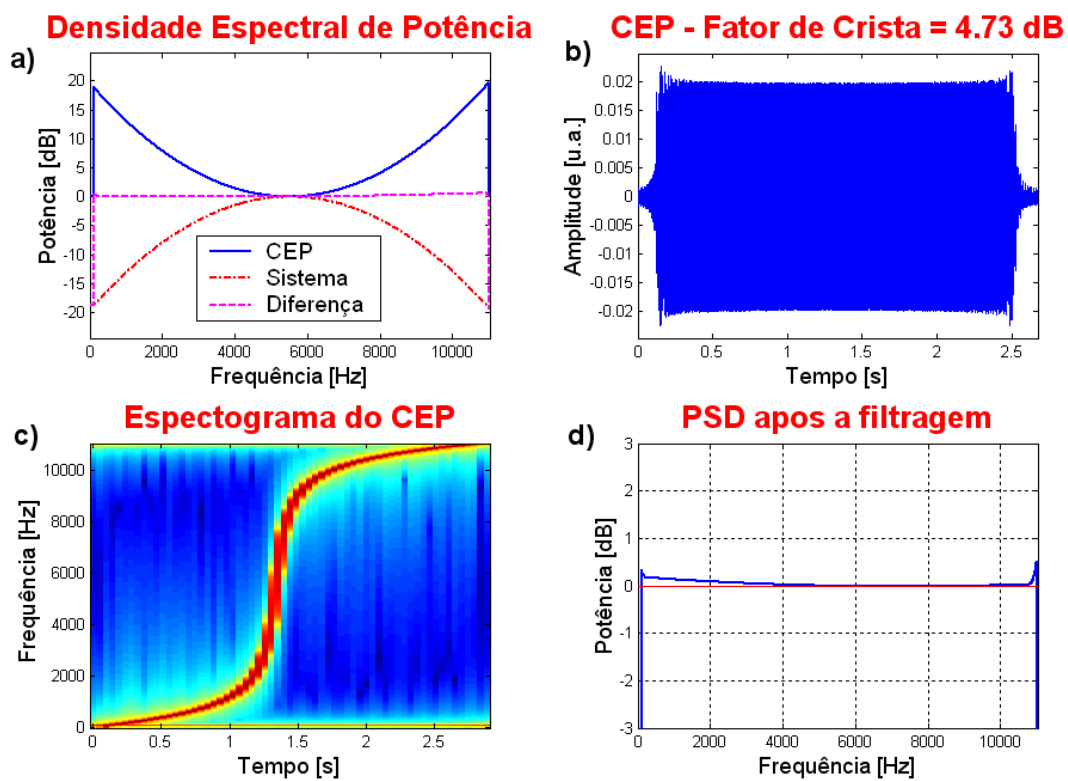 Densidade Espectral de Potência
a)
20
15
10
5
0
-5
-10
-15
-20
Potência [dB]
CEP
Sistema
Diferença
0
2000
4000
6000
8000
10000
Frequência [Hz]
CEP - Fator de Crista = 4.73 dB
b)
0.02
0.015
0.01
0.005
0
-0.005
-0.01
-0.015
-0.02
Amplitude [u.a.]
0
0.5
1
1.5
2
2.5
Tempo [s]
Espectograma do CEP
c)
10000
8000
6000
4000
2000
0
Frequência [Hz]
0
0.5
1
1.5
2
2.5
Tempo [s]
PSD apos a filtragem
d)
3
2
1
0
-1
-2
-3
Potência [dB]
0
2000
4000
6000
8000
10000
Frequência [Hz]